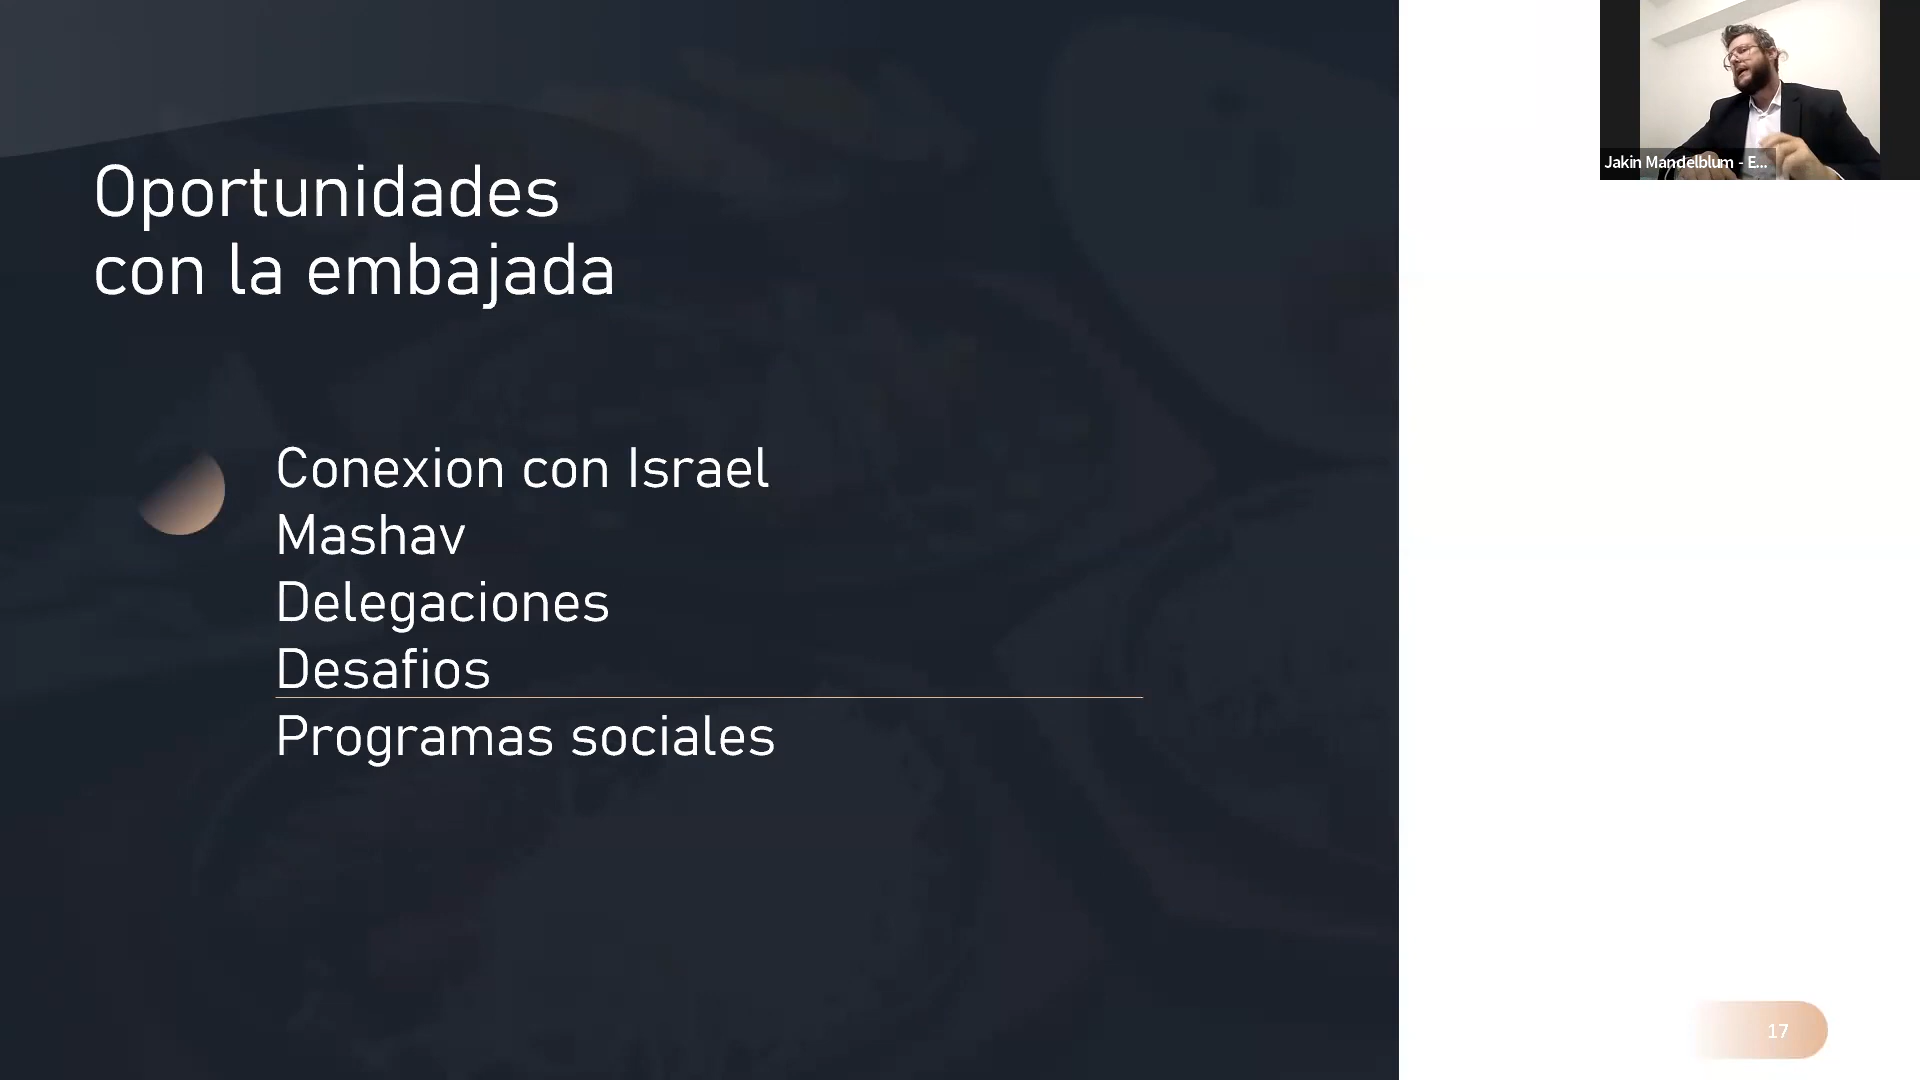 Oportunidades
con la embajada
Conexion con Israel
Mashav
Delegaciones
Desafios
Programas sociales
Jakin Mandelblum - E...
17